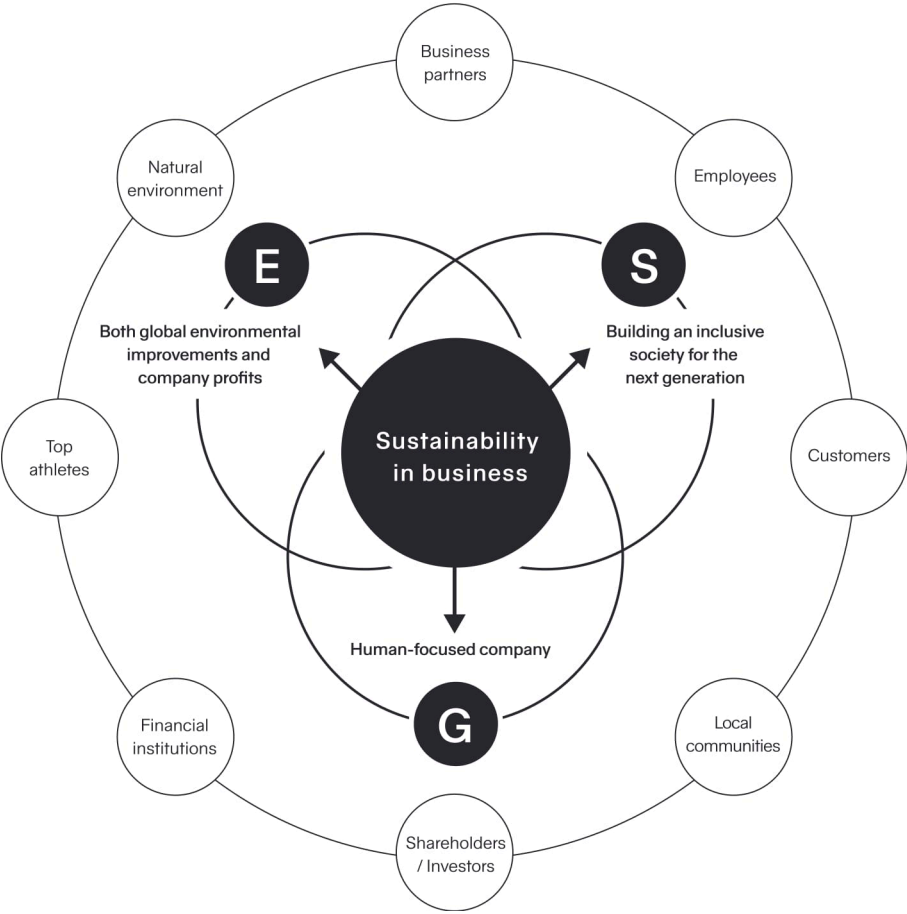 Business
partners
Natural
environment
Employees
E
S
Both global environmental
improvements and
company profits
Building an inclusive
society for the
next generation
Top
athletes
Sustainability
in business
Customers
Human-focused company
G
Financial
institutions
Local
communities
Shareholders
/ Investors